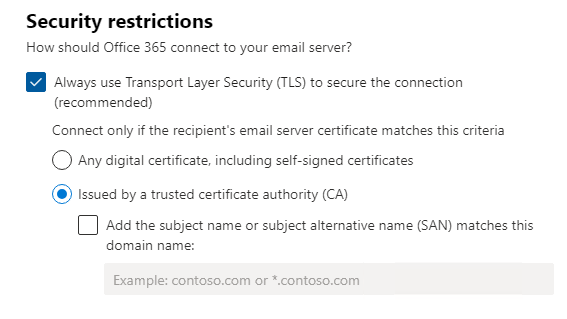 Security restrictions
How should Office 365 connect to your email server?
Always use Transport Layer Security (TLS) to secure the connection
(recommended)
Connect only if the recipient's email server certificate matches this criteria
Any digital certificate, including self-signed certificates
Issued by a trusted certificate authority (CA)
Add the subject name or subject alternative name (SAN) matches this
domain name:
Example: contoso.com or *.contoso.com